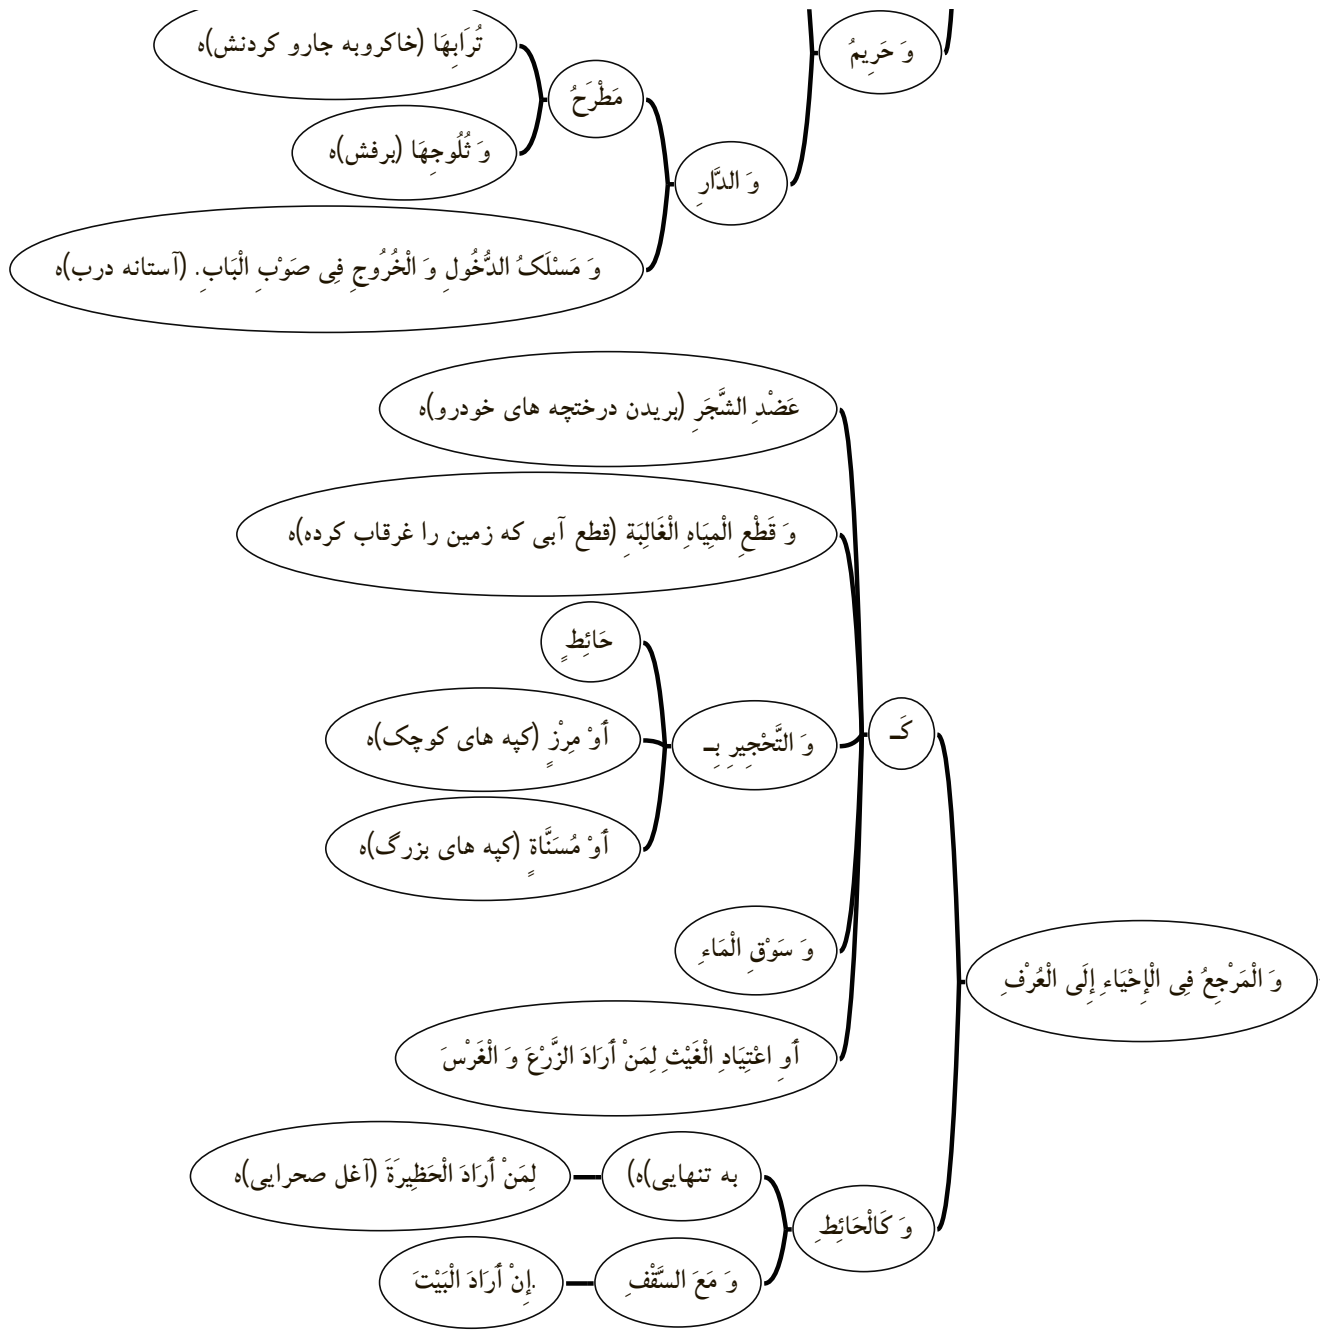 وَ حَرِيمُ
وَ الدَّارِ
مَطْرَحُ
تُرَابِهَا (خاکروبه جارو کردنش)ه
وَ ثُلُوجِهَا (برفش)ه
وَ مَسْلَکُ الدُّخُولِ وَ الْخُرُوجِ فِی صَوْبِ الْبَابِ. (آستانه درب)ه
وَ الْمَرْجِعُ فِی الْإِحْيَاءِ إِلَی الْعُرْفِ
کَـ
عَضْدِ الشَّجَرِ (بریدن درختچه های خودرو)ه
وَ قَطْعِ الْمِيَاهِ الْغَالِبَةِ (قطع آبی که زمین را غرقاب کرده)ه
وَ التَّحْجِيرِ بِـ
حَائِطٍ
أَوْ مِرْزٍ (کپه های کوچک)ه
أَوْ مُسَنَّاةٍ (کپه های بزرگ)ه
وَ سَوْقِ الْمَاءِ
أَوِ اعْتِيَادِ الْغَيْثِ لِمَنْ أَرَادَ الزَّرْعَ وَ الْغَرْسَ
وَ کَالْحَائِطِ
به تنهایی)ه)
لِمَنْ أَرَادَ الْحَظِيرَةَ (آغل صحرایی)ه
وَ مَعَ السَّقْفِ
.إِنْ أَرَادَ الْبَيْتَ